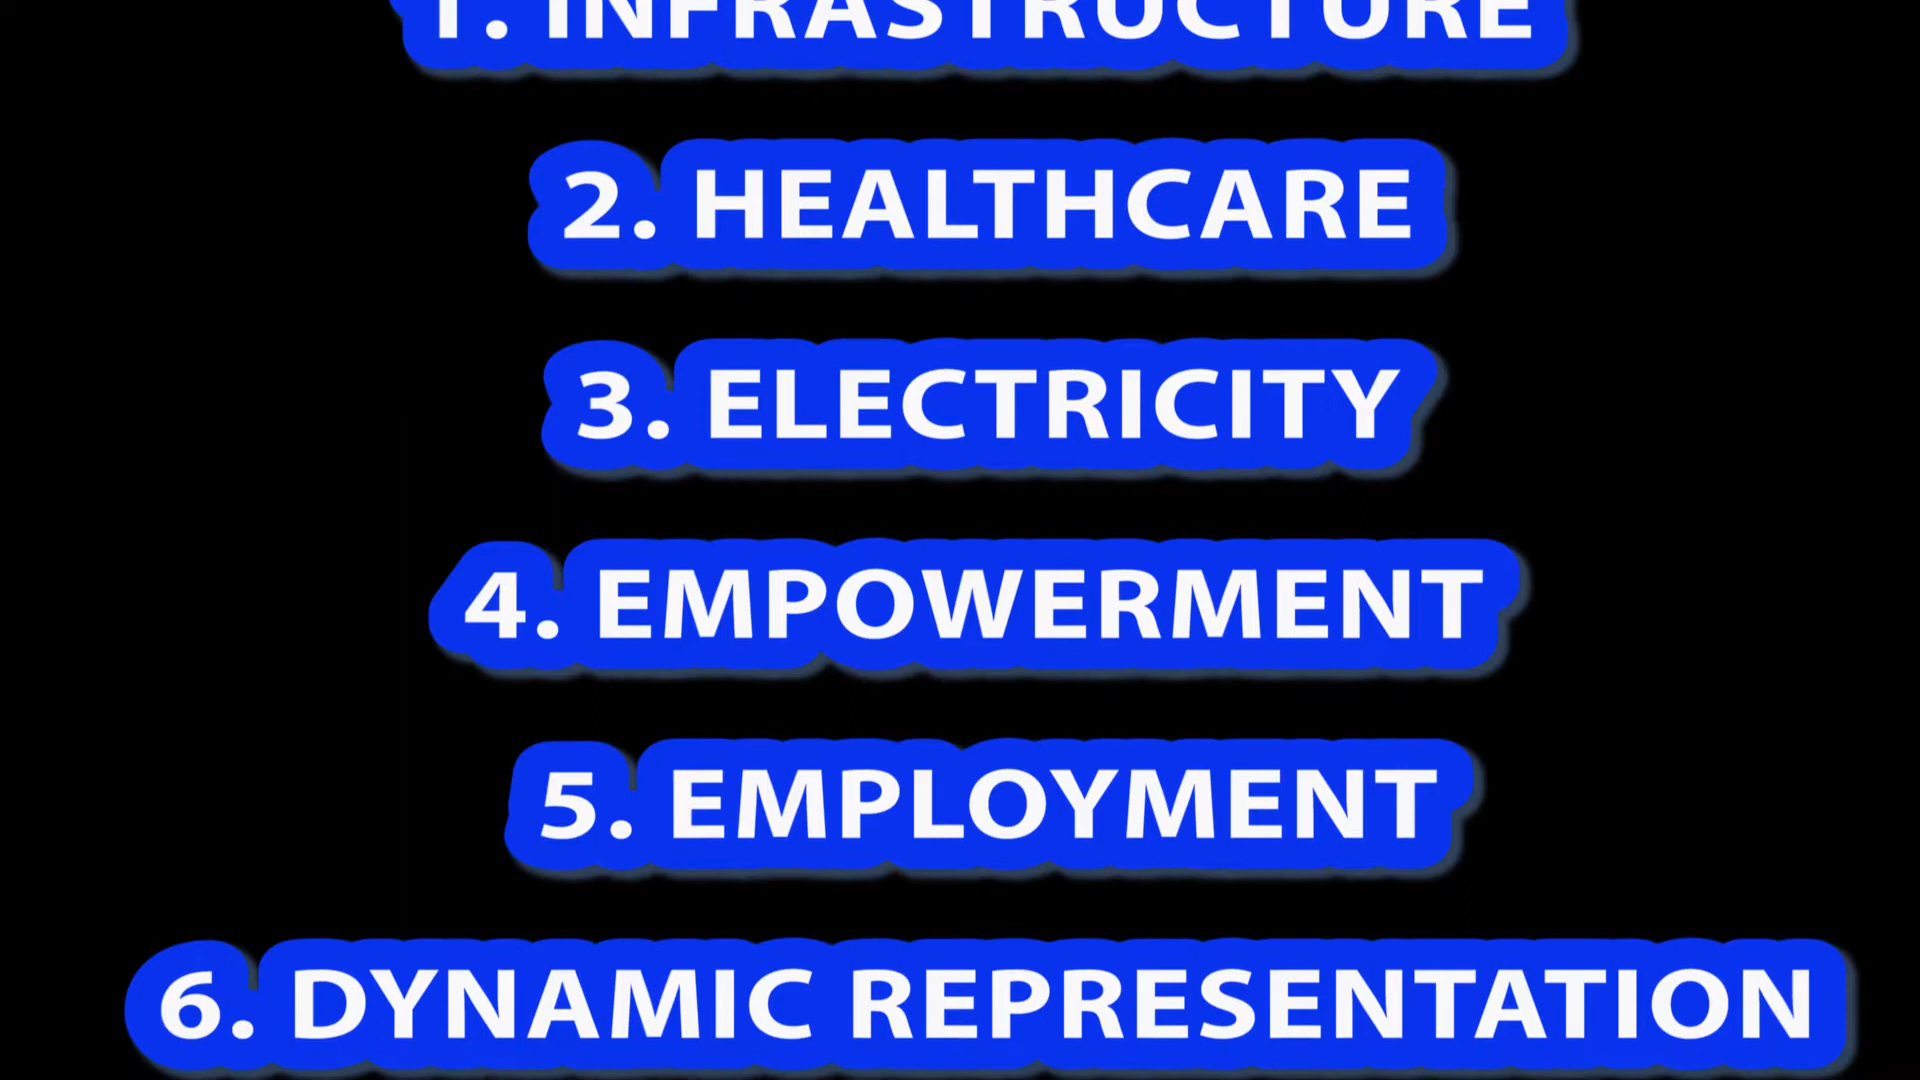 1. INFRASTRUCTURE
2. HEALTHCARE
3. ELECTRICITY
4. EMPOWERMENT
5. EMPLOYMENT
6. DYNAMIC REPRESENTATION